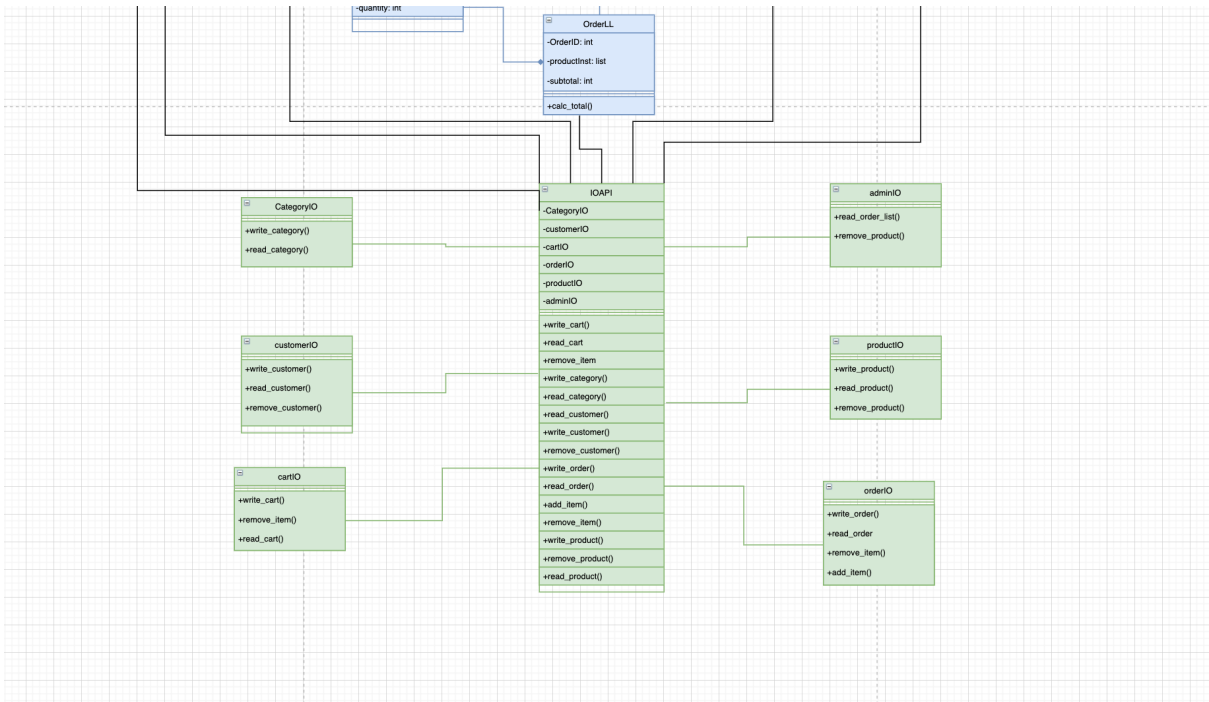 -quantity: int
OrderLL
-OrderID: int
-productInst: list
-subtotal: int
+calc_total()
IOAPI
-CategoryIO
-customerIO
-cartIO
-orderIO
-productIO
-adminIO
+write_cart()
+read_cart
+remove_item
+write_category()
+read_category()
+read_customer()
+write_customer()
+remove_customer()
+write_order()
+read_order()
+add_item()
+remove_item()
+write_product()
+remove_product()
+read_product()
CategoryIO
+write_category()
+read_category()
customerIO
+write_customer()
+read_customer()
+remove_customer()
cartIO
+write_cart()
+remove_item()
+read_cart()
adminIO
+read_order_list()
+remove_product()
productIO
+write_product()
+read_product()
+remove_product()
orderIO
+write_order()
+read_order
+remove_item()
+add_item()